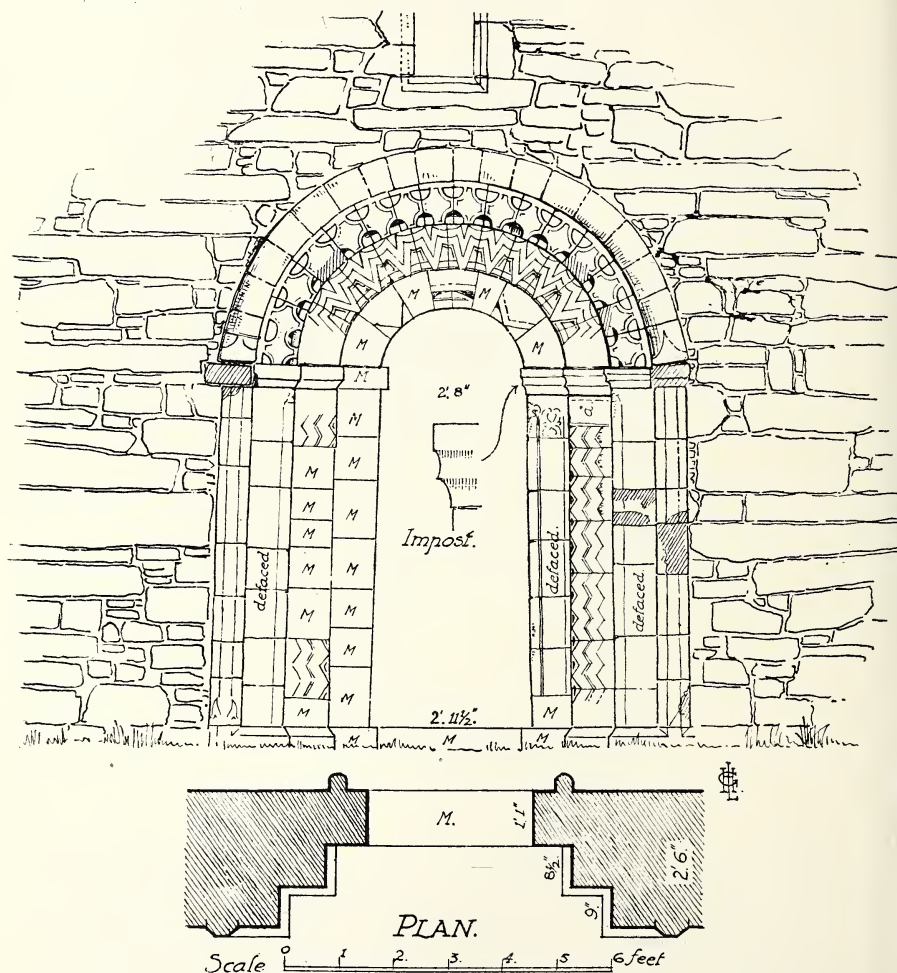 M
M
M
M
M
M
2'. 8"
Impost.
d.
M
M
M
M
M
M
M
M
M
M
M
M
M
defaced.
defaced.
defaced.
2'. 11½".
M
M
M
M.
1'. 1"
8½"
9"
2'. 6"
PLAN.
Scale
0 1 2. 3. 4. 5 6 feet